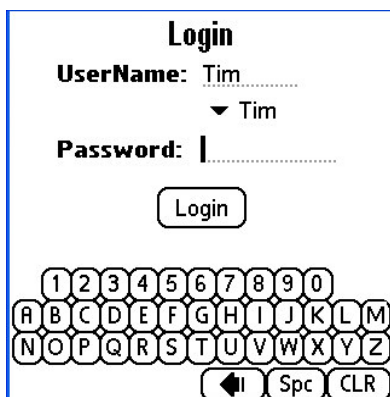 Login
UserName: Tim
Tim
Password:
Login
1 2 3 4 5 6 7 8 9 0
A B C D E F G H I J K L M
N O P Q R S T U V W X Y Z
Spc CLR